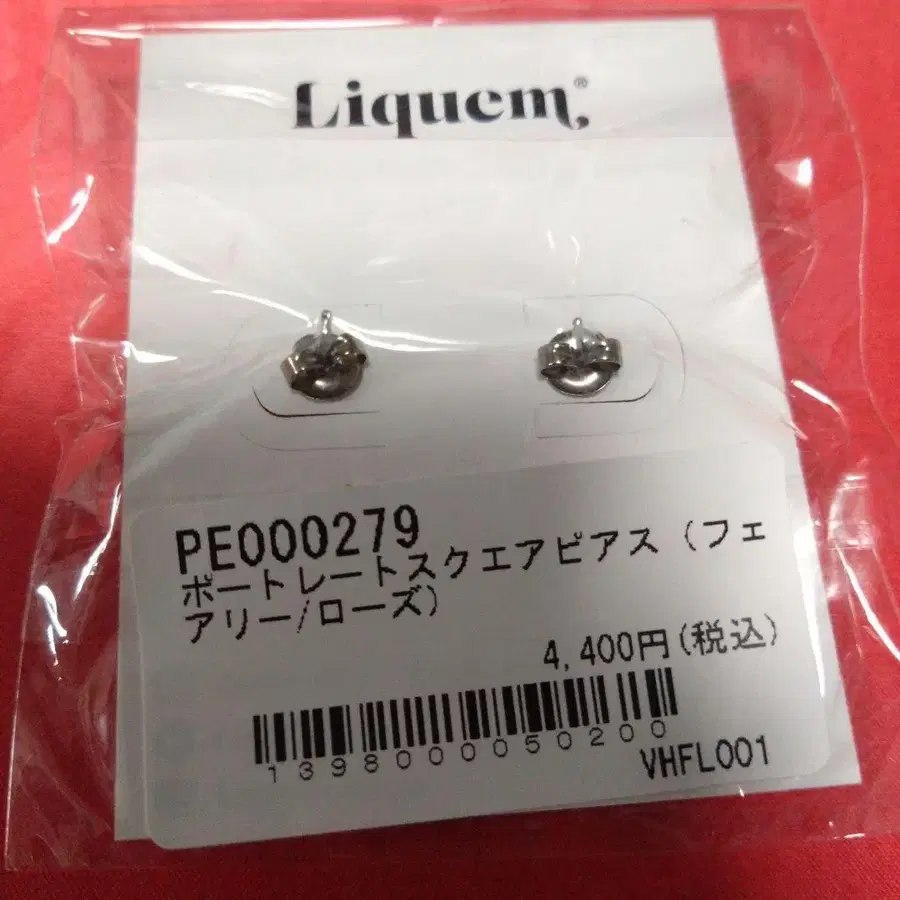 Liquem®
PE000279
ポートレートスクエアピアス（フェ
アリー/ローズ）
4,400円(税込)
1398000050200
VHFL001